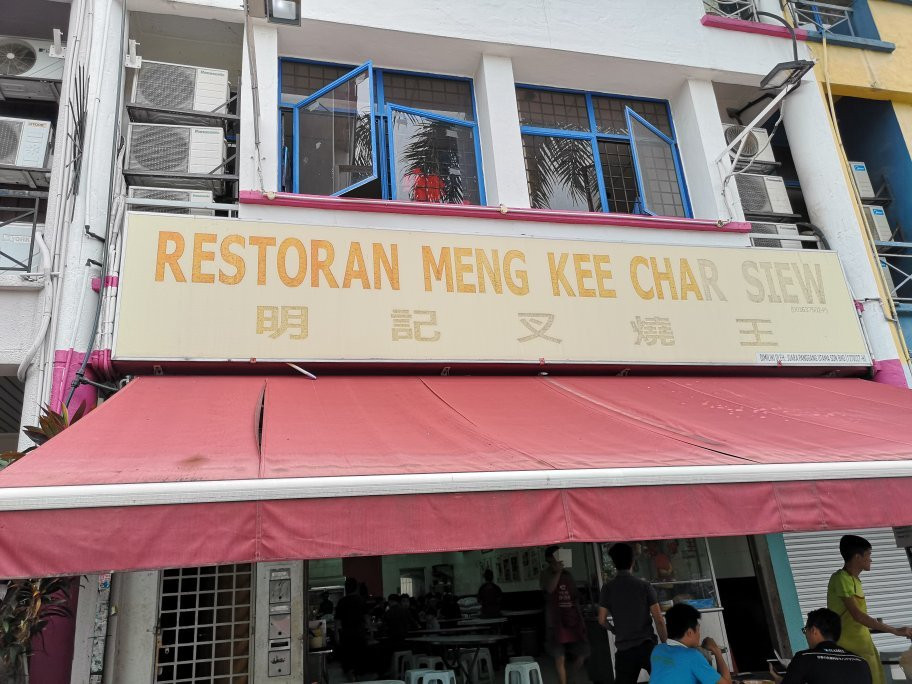 RESTORAN MENG KEE CHAR SIEW
明記叉燒王